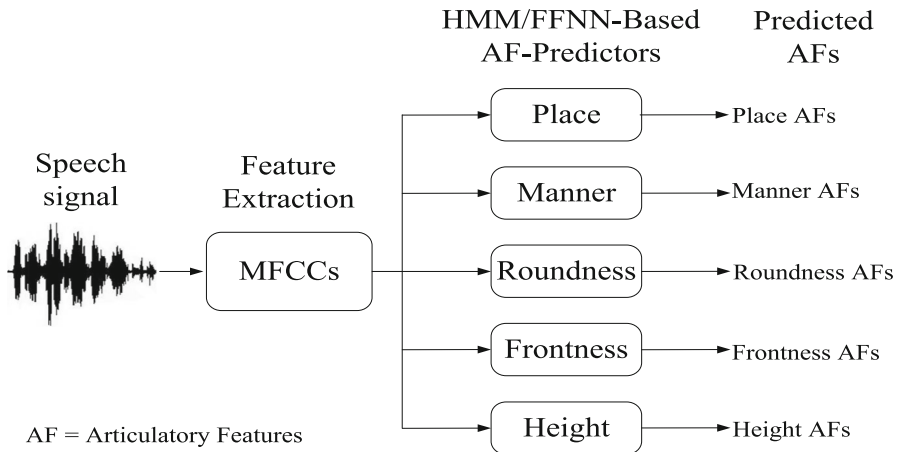 HMM/FFNN-Based
AF-Predictors
Predicted
AFs
Speech
signal
Feature
Extraction
MFCCs
Place
Place AFs
Manner
Manner AFs
Roundness
Roundness AFs
Frontness
Frontness AFs
Height
Height AFs
AF = Articulatory Features